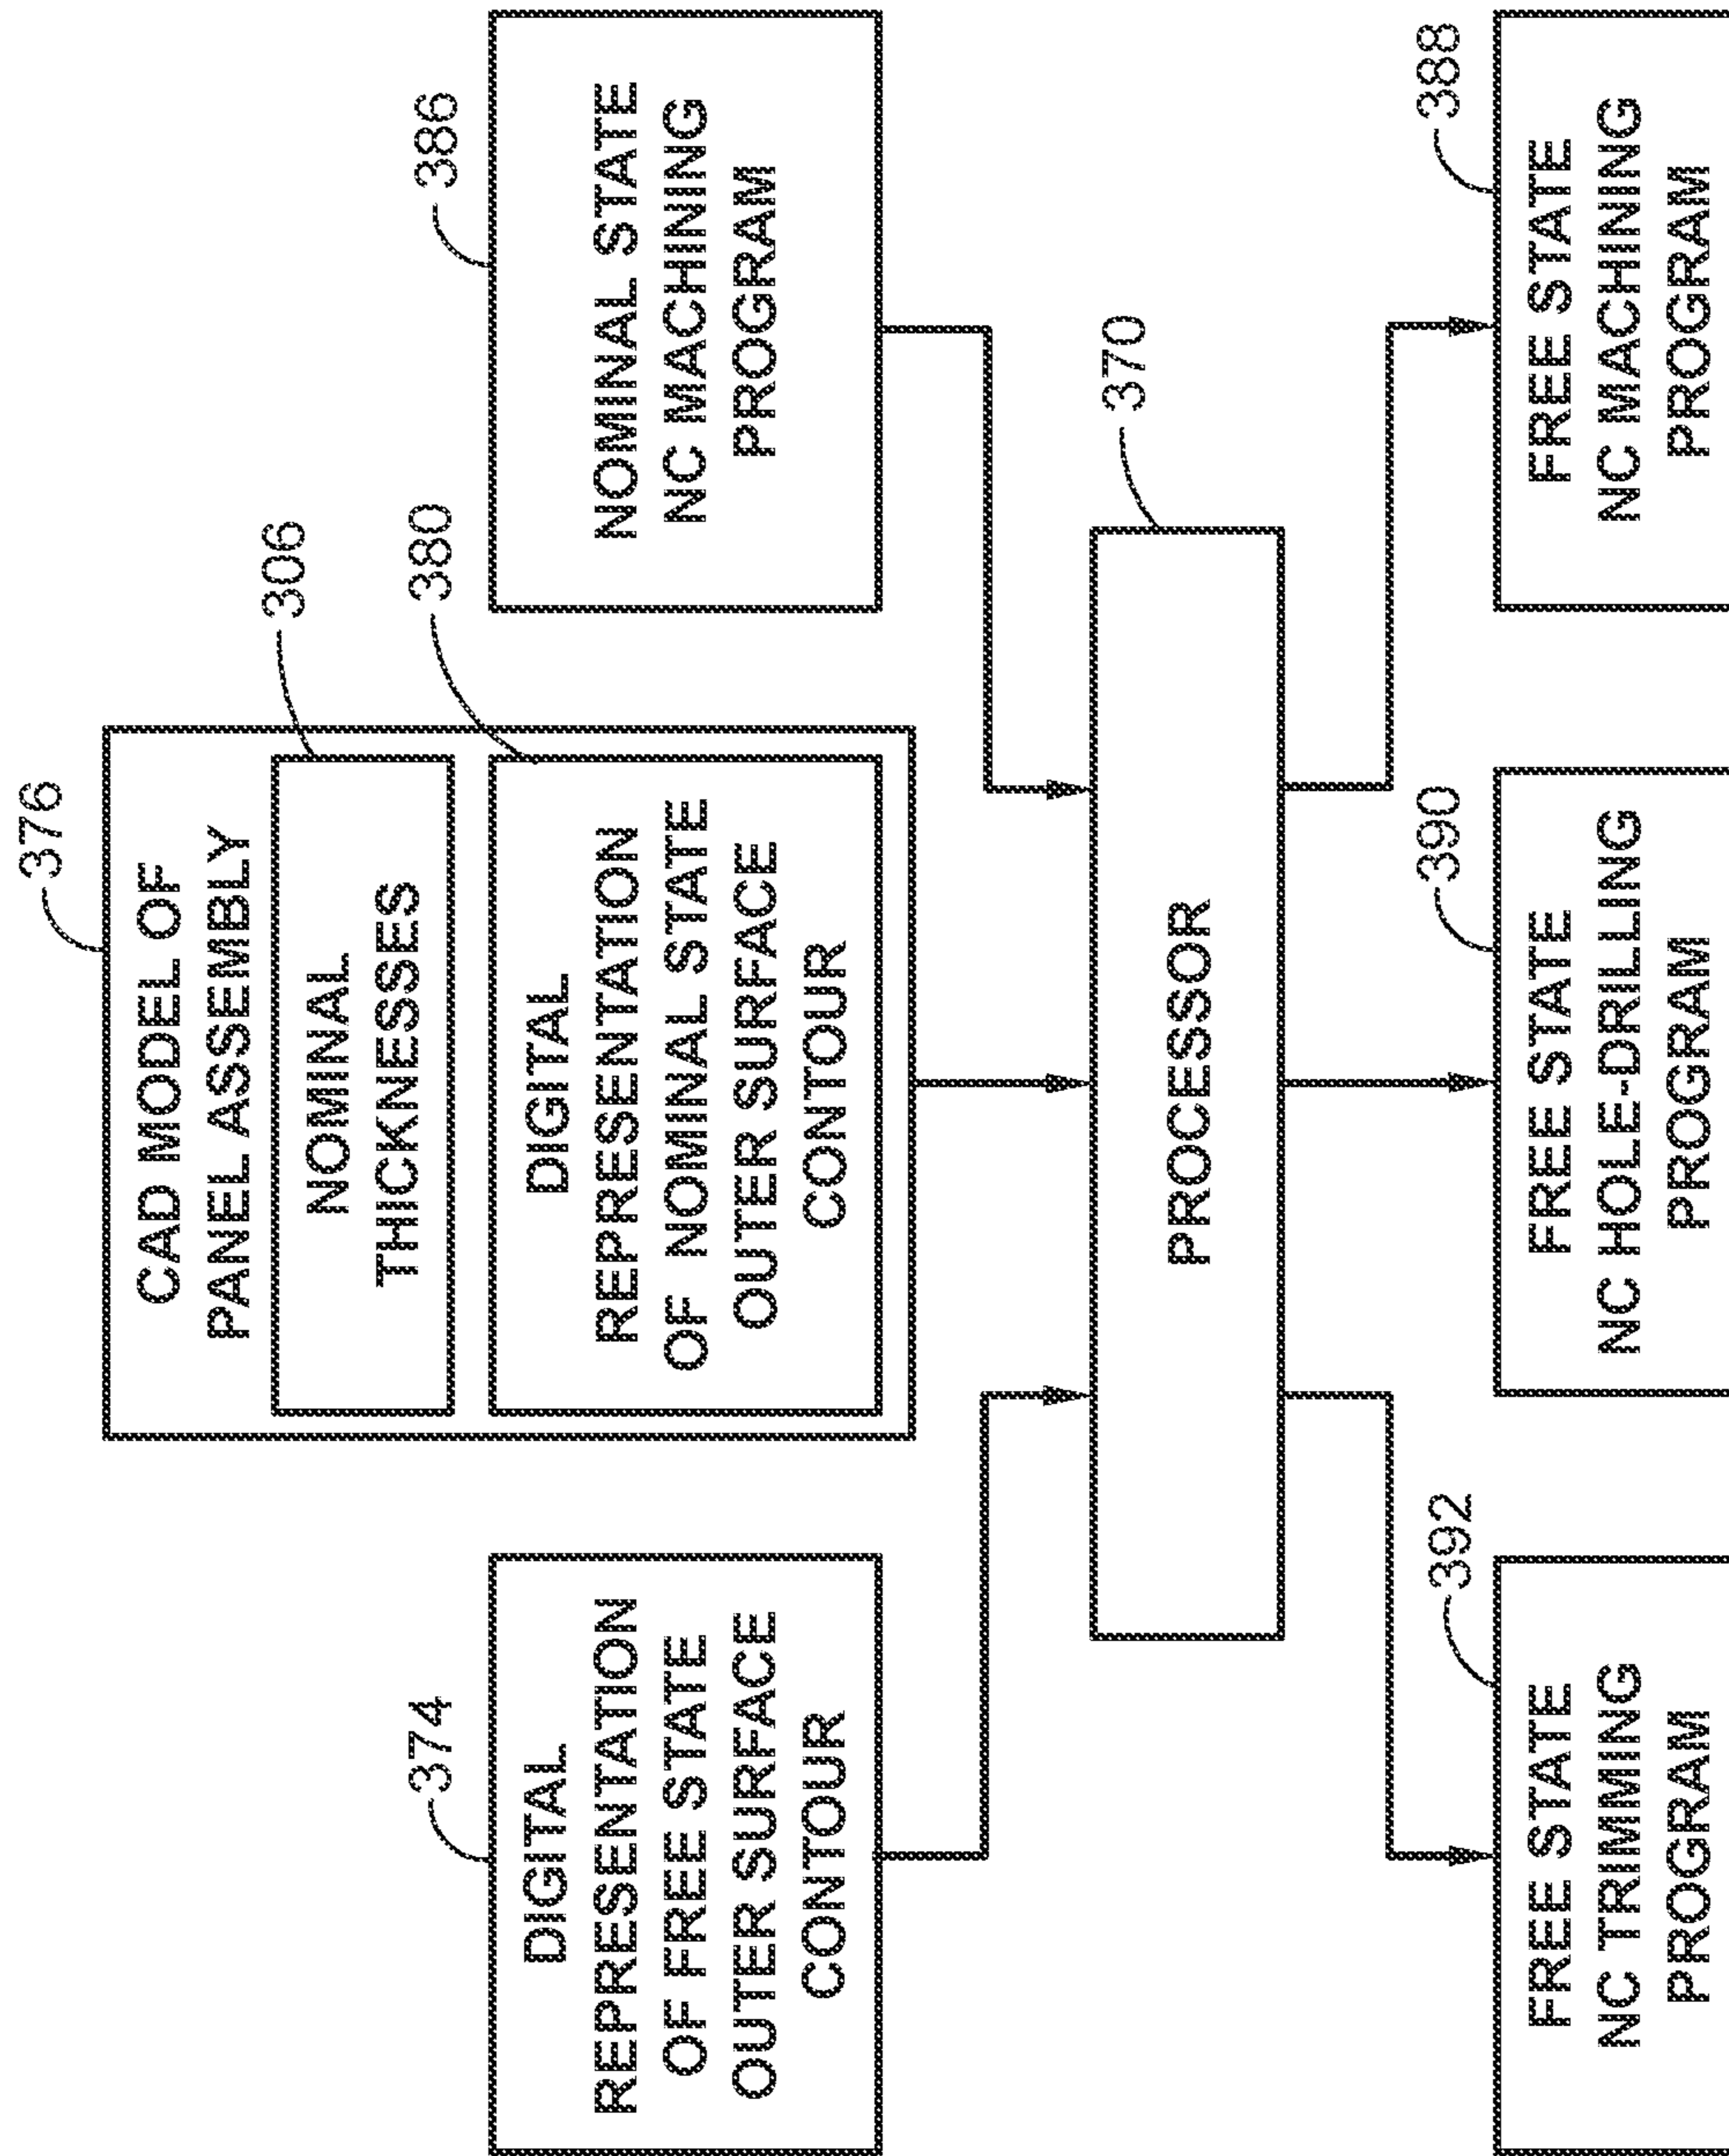 376
CAD MODEL OF
PANEL ASSEMBLY
306
NOMINAL
THICKNESSES
380
DIGITAL
REPRESENTATION
OF NOMINAL STATE
OUTER SURFACE
CONTOUR
374
DIGITAL
REPRESENTATION
OF FREE STATE
OUTER SURFACE
CONTOUR
386
NOMINAL STATE
NC MACHINING
PROGRAM
370
PROCESSOR
392
FREE STATE
NC TRIMMING
PROGRAM
390
FREE STATE
NC HOLE-DRILLING
PROGRAM
388
FREE STATE
NC MACHINING
PROGRAM